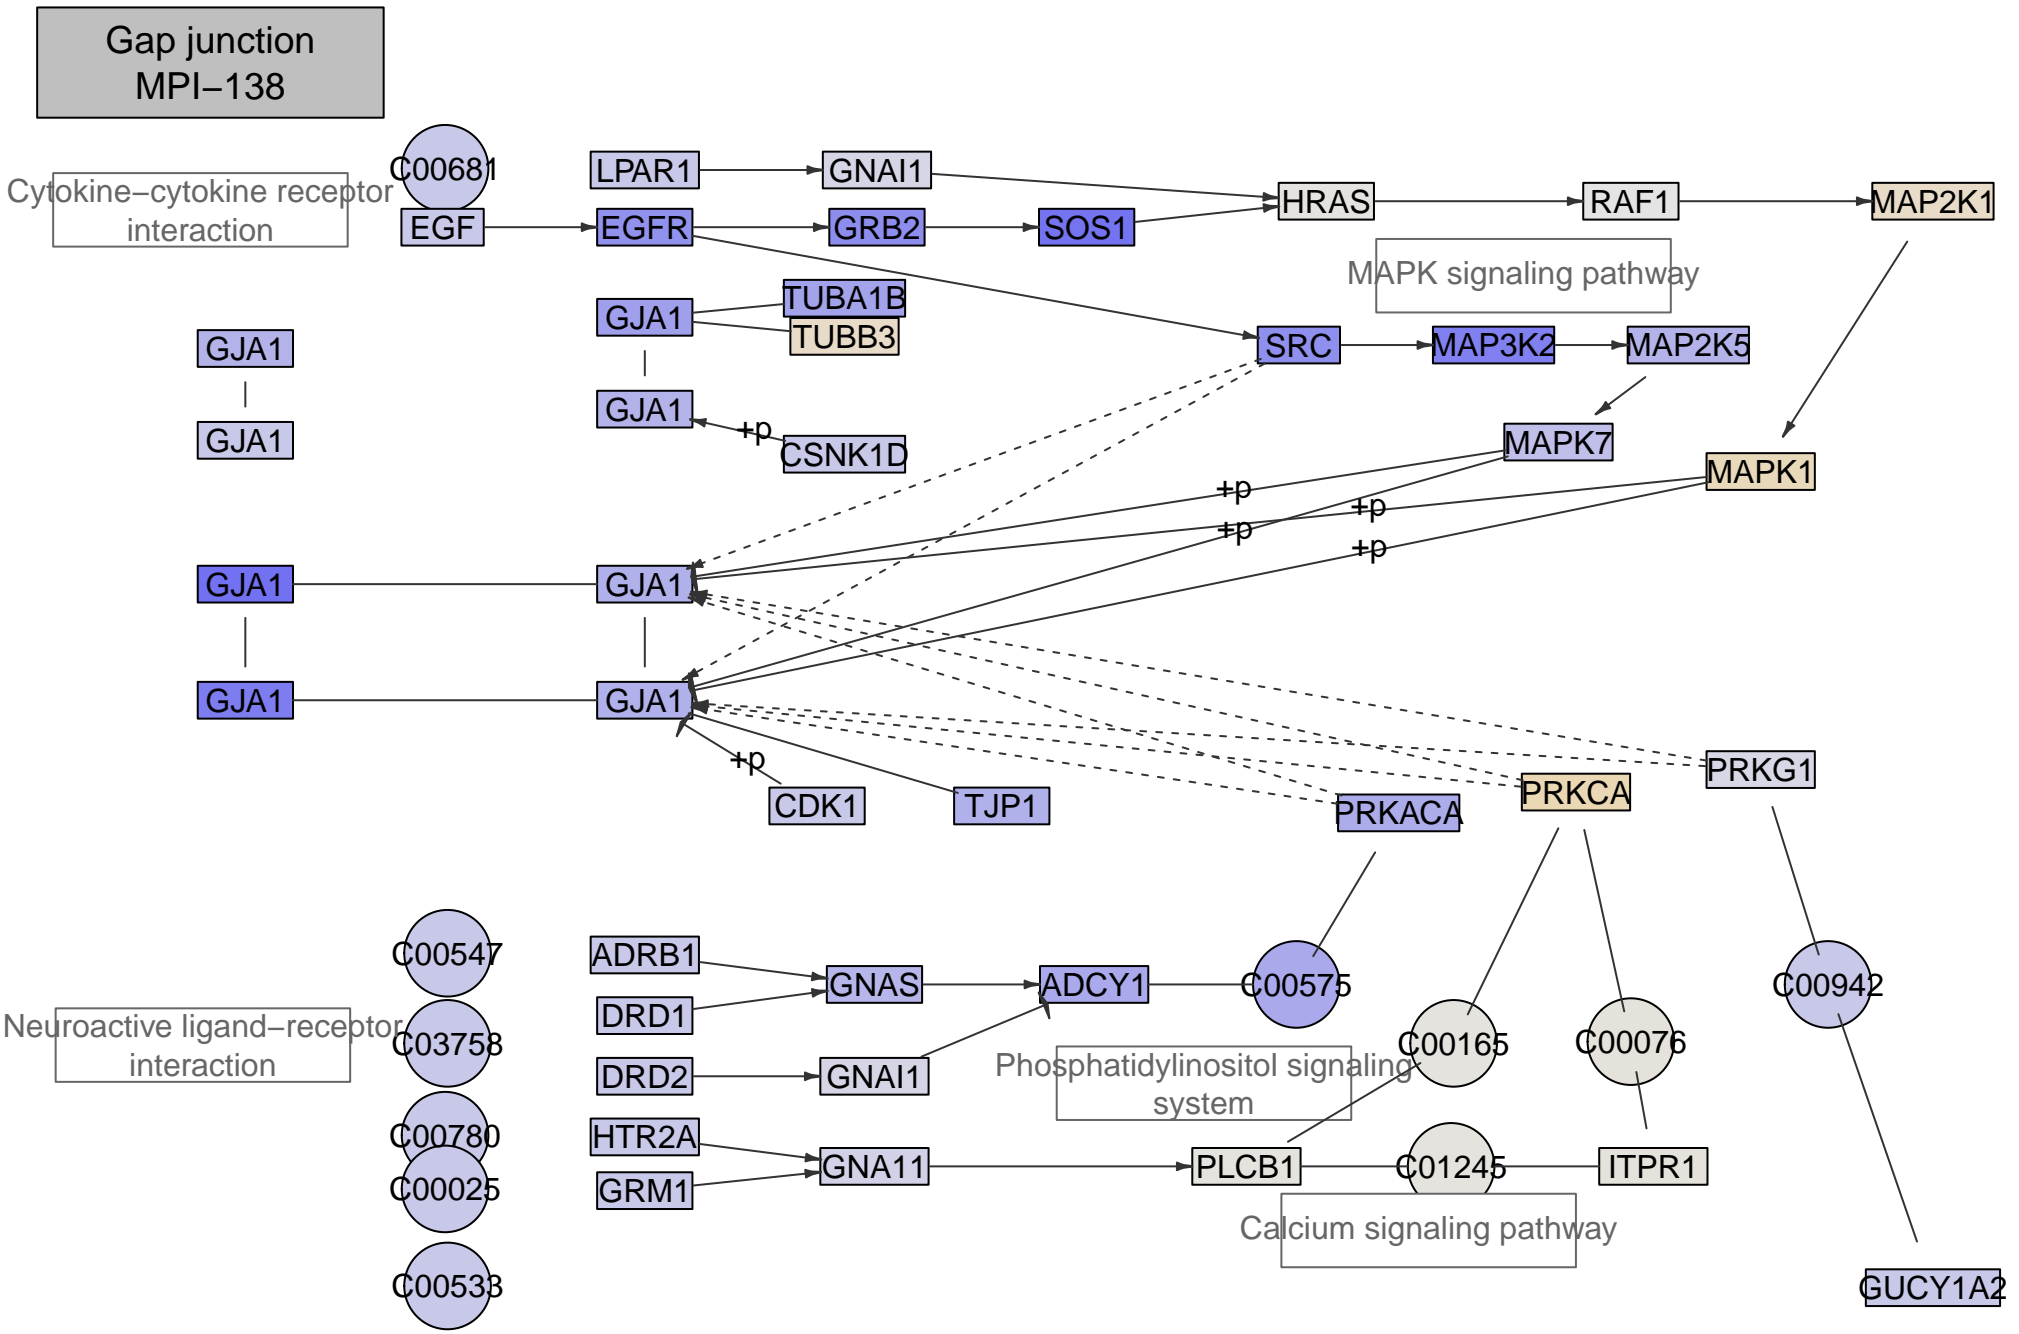 Gap junction
MPI−138
C00681
LPAR1
GNAI1
Cytokine−cytokine receptor
interaction
HRAS
RAF1
MAP2K1
EGF
EGFR
GRB2
SOS1
MAPK signaling pathway
TUBA1B
GJA1
TUBB3
GJA1
SRC
MAP3K2
MAP2K5
GJA1
+p
GJA1
CSNK1D
MAPK7
MAPK1
+p
+p
+p
+p
GJA1
GJA1
GJA1
GJA1
+p
CDK1
TJP1
PRKACA
PRKCA
PRKG1
C00547
ADRB1
GNAS
ADCY1
C00575
C00942
DRD1
Neuroactive ligand−receptor
interaction
C03758
C00165
C00076
DRD2
GNAI1
Phosphatidylinositol signaling
system
C00780
HTR2A
GNA11
PLCB1
C01245
ITPR1
C00025
GRM1
Calcium signaling pathway
C00533
GUCY1A2